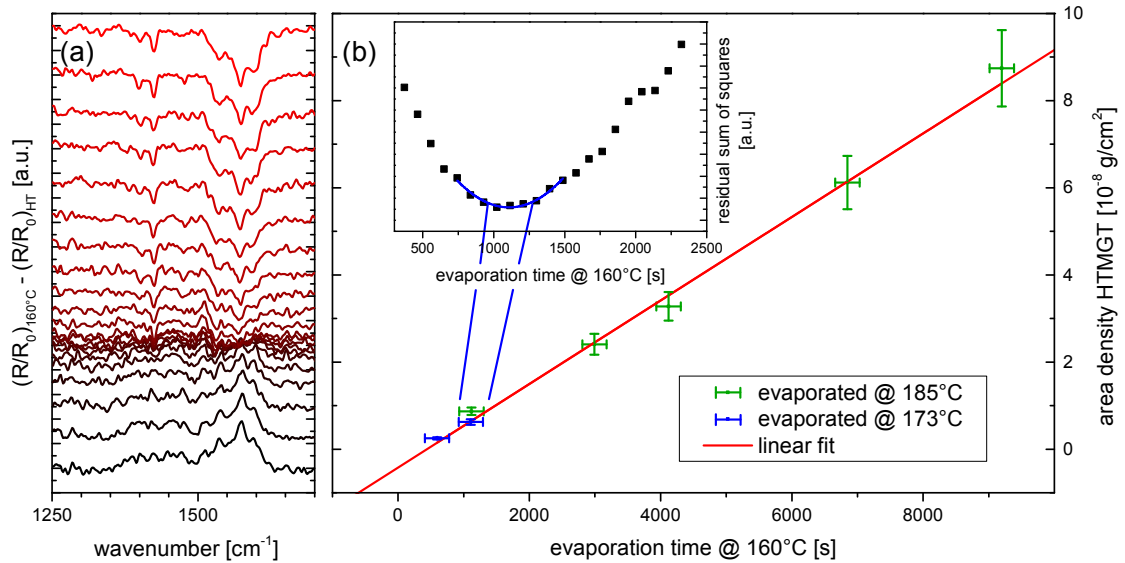 (a)
(R/R0)160°C - (R/R0)HT [a.u.]
1250 1500
wavenumber [cm-1]
(b)
residual sum of squares
[a.u.]
500 1000 1500 2000 2500
evaporation time @ 160°C [s]
evaporated @ 185°C
evaporated @ 173°C
linear fit
10
8
6
4
2
0
area density HTMGT [10-8 g/cm2]
0 2000 4000 6000 8000
evaporation time @ 160°C [s]